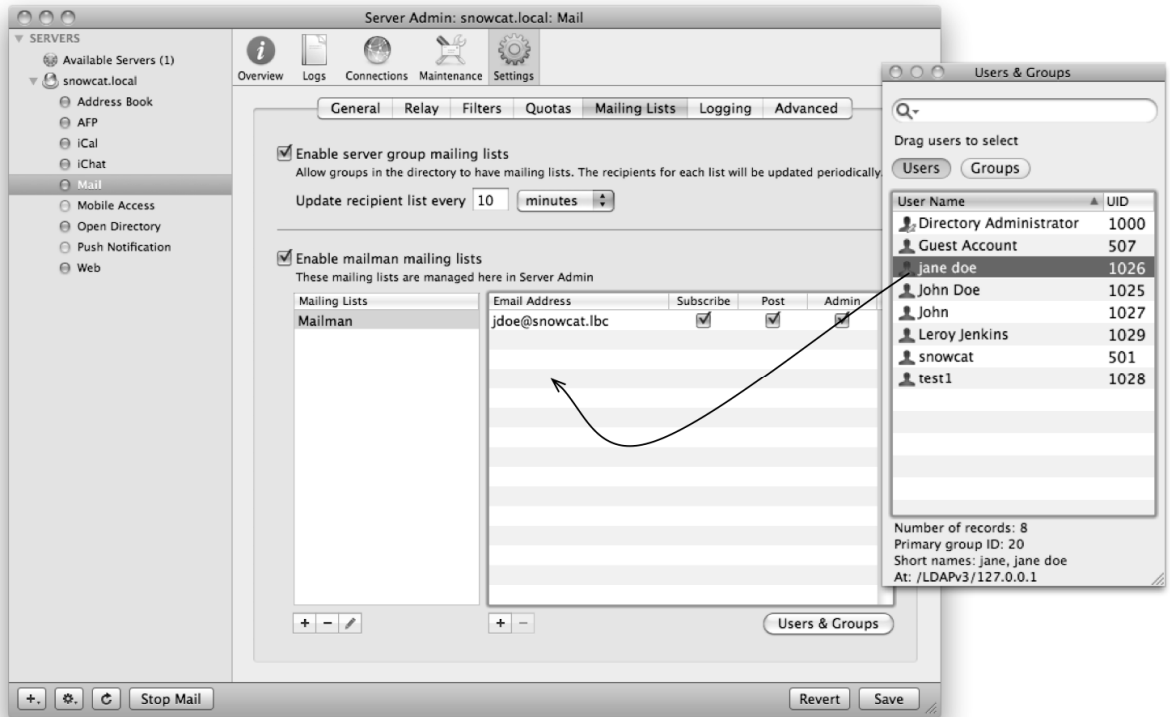 Server Admin: snowcat.local: Mail
SERVERS
Available Servers (1)
snowcat.local
Address Book
AFP
iCal
iChat
Mail
Mobile Access
Open Directory
Push Notification
Web
Overview Logs Connections Maintenance Settings
General Relay Filters Quotas Mailing Lists Logging Advanced
Enable server group mailing lists
Allow groups in the directory to have mailing lists. The recipients for each list will be updated periodically.
Update recipient list every 10 minutes
Enable mailman mailing lists
These mailing lists are managed here in Server Admin
Mailing Lists
Mailman
Email Address Subscribe Post Admin
jdoe@snowcat.lbc
+ −
+ −
Users & Groups
Stop Mail
Revert Save
Users & Groups
Drag users to select
Users Groups
User Name UID
Directory Administrator 1000
Guest Account 507
jane doe 1026
John Doe 1025
John 1027
Leroy Jenkins 1029
snowcat 501
test1 1028
Number of records: 8
Primary group ID: 20
Short names: jane, jane doe
At: /LDAPv3/127.0.0.1